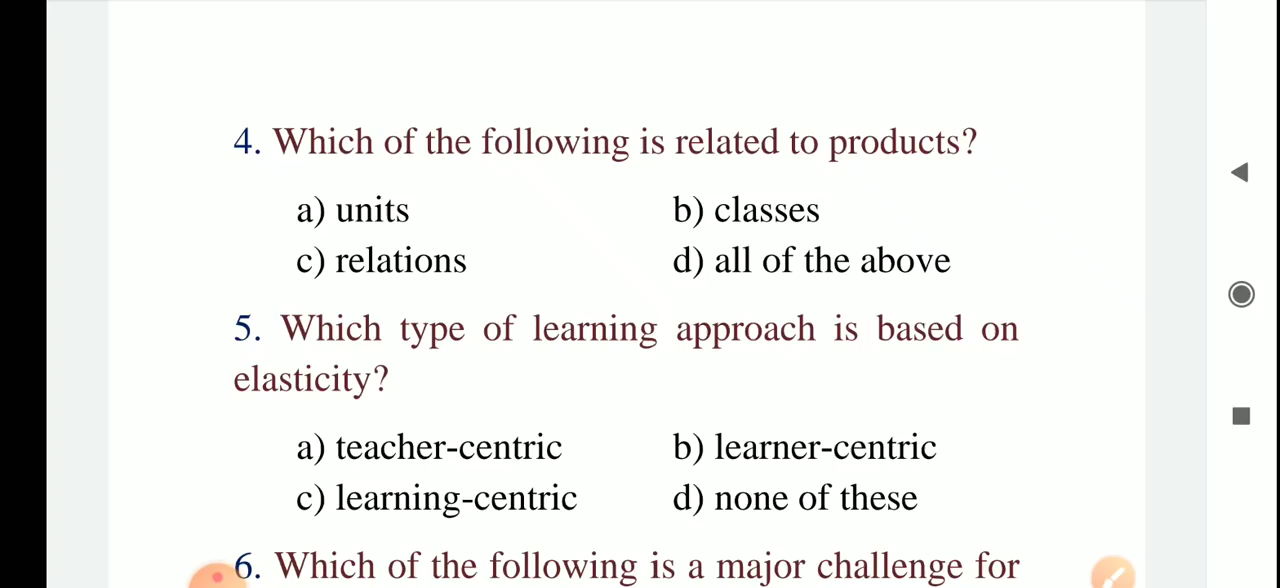 4. Which of the following is related to products?
a) units b) classes
c) relations d) all of the above
5. Which type of learning approach is based on
elasticity?
a) teacher-centric b) learner-centric
c) learning-centric d) none of these
6. Which of the following is a major challenge for